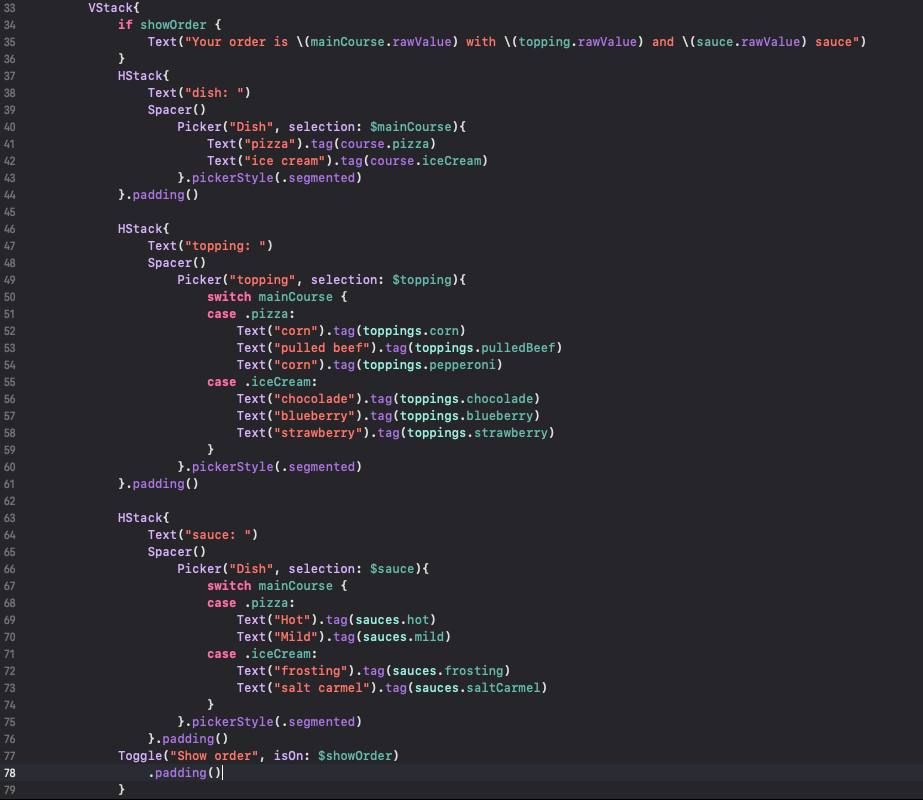 33 VStack{
34 if showOrder {
35 Text("Your order is \(mainCourse.rawValue) with \(topping.rawValue) and \(sauce.rawValue) sauce")
36 }
37 HStack{
38 Text("dish: ")
39 Spacer()
40 Picker("Dish", selection: $mainCourse){
41 Text("pizza").tag(course.pizza)
42 Text("ice cream").tag(course.iceCream)
43 }.pickerStyle(.segmented)
44 }.padding()
45
46 HStack{
47 Text("topping: ")
48 Spacer()
49 Picker("topping", selection: $topping){
50 switch mainCourse {
51 case .pizza:
52 Text("corn").tag(toppings.corn)
53 Text("pulled beef").tag(toppings.pulledBeef)
54 Text("corn").tag(toppings.pepperoni)
55 case .iceCream:
56 Text("chocolade").tag(toppings.chocolade)
57 Text("blueberry").tag(toppings.blueberry)
58 Text("strawberry").tag(toppings.strawberry)
59 }
60 }.pickerStyle(.segmented)
61 }.padding()
62
63 HStack{
64 Text("sauce: ")
65 Spacer()
66 Picker("Dish", selection: $sauce){
67 switch mainCourse {
68 case .pizza:
69 Text("Hot").tag(sauces.hot)
70 Text("Mild").tag(sauces.mild)
71 case .iceCream:
72 Text("frosting").tag(sauces.frosting)
73 Text("salt carmel").tag(sauces.saltCarmel)
74 }
75 }.pickerStyle(.segmented)
76 }.padding()
77 Toggle("Show order", isOn: $showOrder)
78 .padding()
79 }